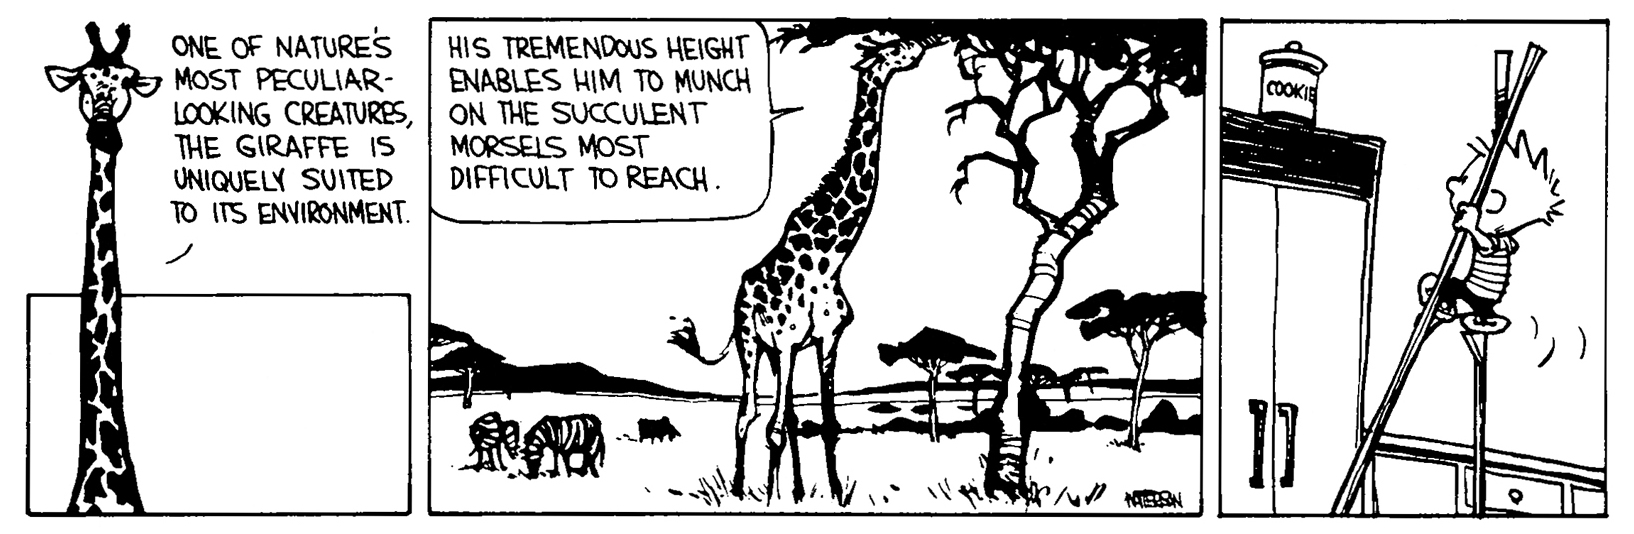 ONE OF NATURE'S
MOST PECULIAR-
LOOKING CREATURES,
THE GIRAFFE IS
UNIQUELY SUITED
TO ITS ENVIRONMENT.
HIS TREMENDOUS HEIGHT
ENABLES HIM TO MUNCH
ON THE SUCCULENT
MORSELS MOST
DIFFICULT TO REACH.
WATTERSON
COOKIE